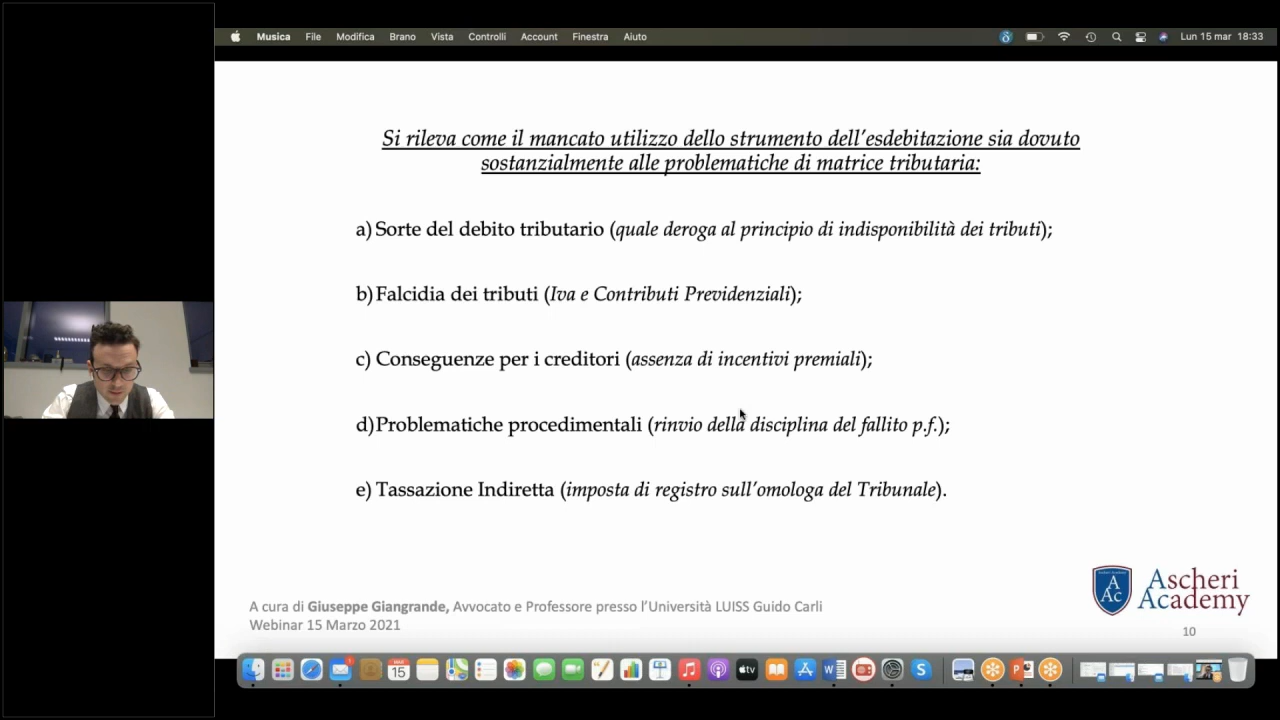 Musica File Modifica Brano Vista Controlli Account Finestra Aiuto Lun 15 mar 18:33
Si rileva come il mancato utilizzo dello strumento dell'esdebitazione sia dovuto
sostanzialmente alle problematiche di matrice tributaria:
a) Sorte del debito tributario (quale deroga al principio di indisponibilità dei tributi);
b) Falcidia dei tributi (Iva e Contributi Previdenziali);
c) Conseguenze per i creditori (assenza di incentivi premiali);
d) Problematiche procedimentali (rinvio della disciplina del fallito p.f.);
e) Tassazione Indiretta (imposta di registro sull'omologa del Tribunale).
A
Ac
Ascheri
Academy
A cura di Giuseppe Giangrande, Avvocato e Professore presso l'Università LUISS Guido Carli
Webinar 15 Marzo 2021
10
15
tv
W
S
P